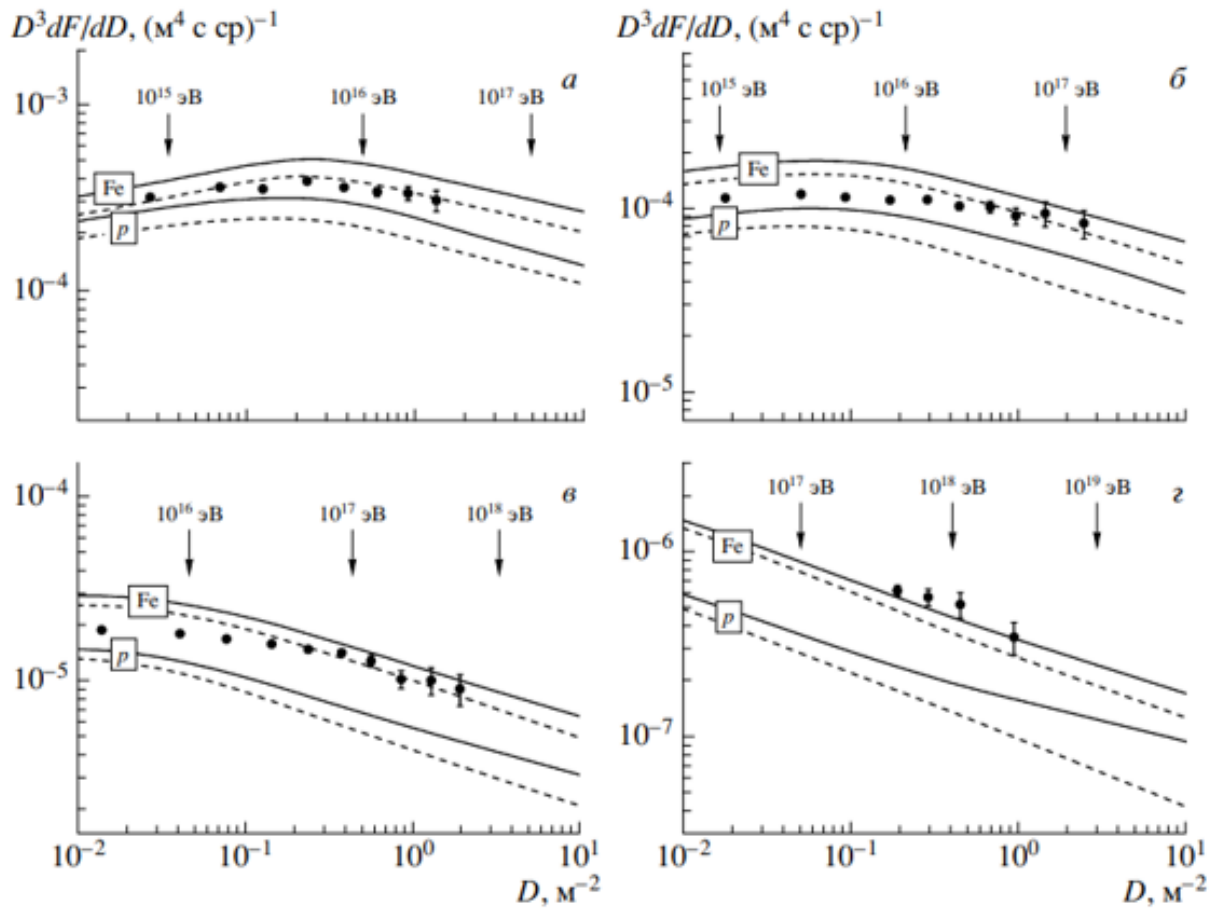 D³dF/dD, (м⁴ с ср)⁻¹
D³dF/dD, (м⁴ с ср)⁻¹
10¹⁵ эВ
10¹⁶ эВ
10¹⁷ эВ
а
10⁻³
10⁻⁴
Fe
p
10¹⁵ эВ
10¹⁶ эВ
10¹⁷ эВ
б
10⁻⁴
10⁻⁵
Fe
p
10¹⁶ эВ
10¹⁷ эВ
10¹⁸ эВ
в
10⁻⁴
10⁻⁵
Fe
p
10⁻² 10⁻¹ 10⁰ 10¹
D, м⁻²
10¹⁷ эВ
10¹⁸ эВ
10¹⁹ эВ
г
10⁻⁶
10⁻⁷
Fe
p
10⁻² 10⁻¹ 10⁰ 10¹
D, м⁻²